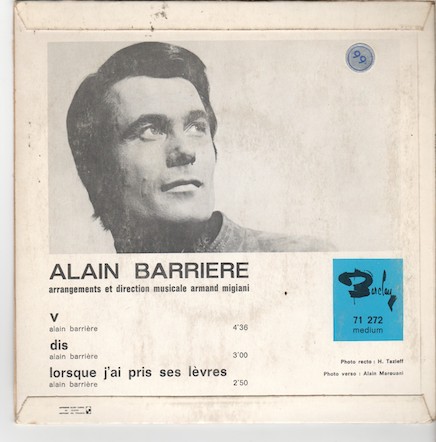 99
ALAIN BARRIERE
arrangements et direction musicale armand migiani
v
alain barrière 4'36
dis
alain barrière 3'00
lorsque j'ai pris ses lèvres
alain barrière 2'50
Barclay
71 272
medium
Photo recto : H. Tazieff
Photo verso : Alain Marouani